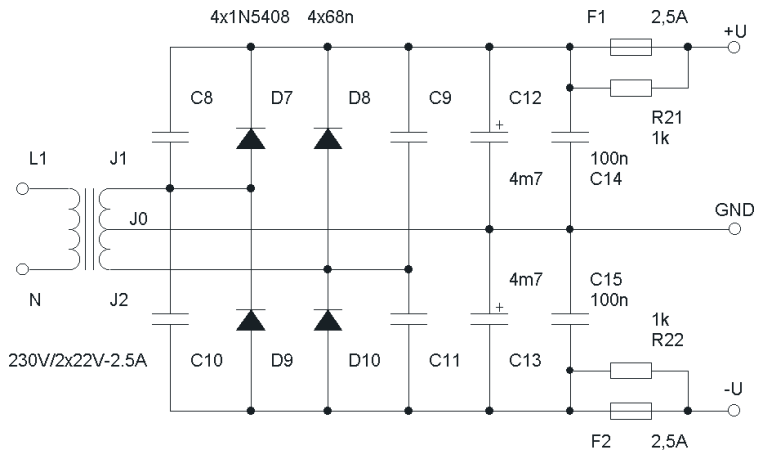 4x1N5408 4x68n F1 2,5A
+U
C8 D7 D8 C9 C12
R21
1k
L1 J1 100n
4m7 C14
J0 GND
4m7 C15
N J2 100n
1k
R22
230V/2x22V-2.5A C10 D9 D10 C11 C13
-U
F2 2,5A
+
+